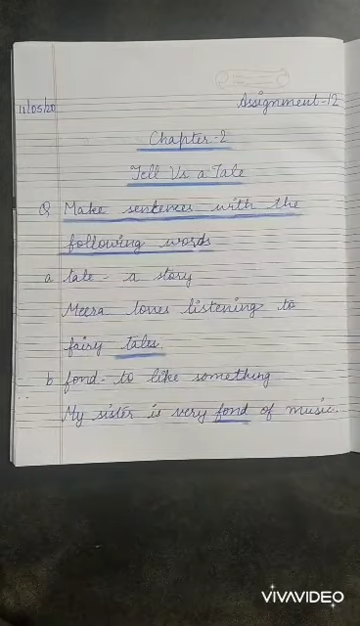 11/05/20
Assignment-12
Chapter-2
Tell Us a Tale
Q Make sentences with the
following words
a tale - a story
Meera loves listening to
fairy tales.
b fond - to like something
My sister is very fond of music.
VIVAVIDEO